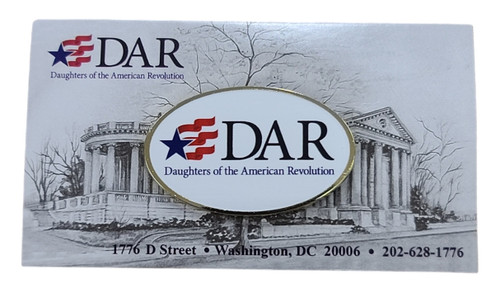 DAR
Daughters of the American Revolution
DAR
Daughters of the American Revolution
1776 D Street • Washington, DC 20006 • 202-628-1776